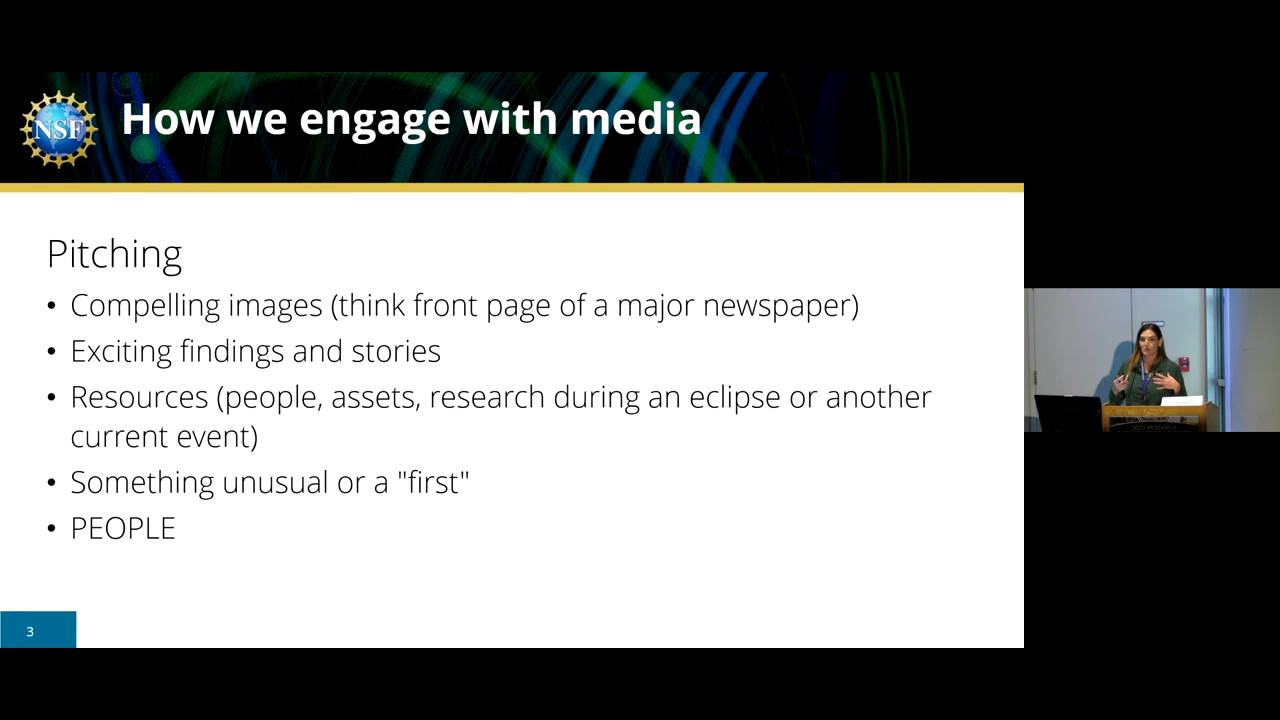 NSF
How we engage with media
Pitching
• Compelling images (think front page of a major newspaper)
• Exciting findings and stories
• Resources (people, assets, research during an eclipse or another
current event)
• Something unusual or a "first"
• PEOPLE
3